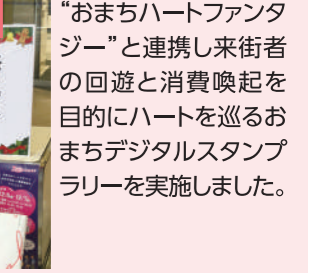 “おまちハートファンタ
ジー”と連携し来街者
の回遊と消費喚起を
目的にハートを巡るお
まちデジタルスタンプ
ラリーを実施しました。